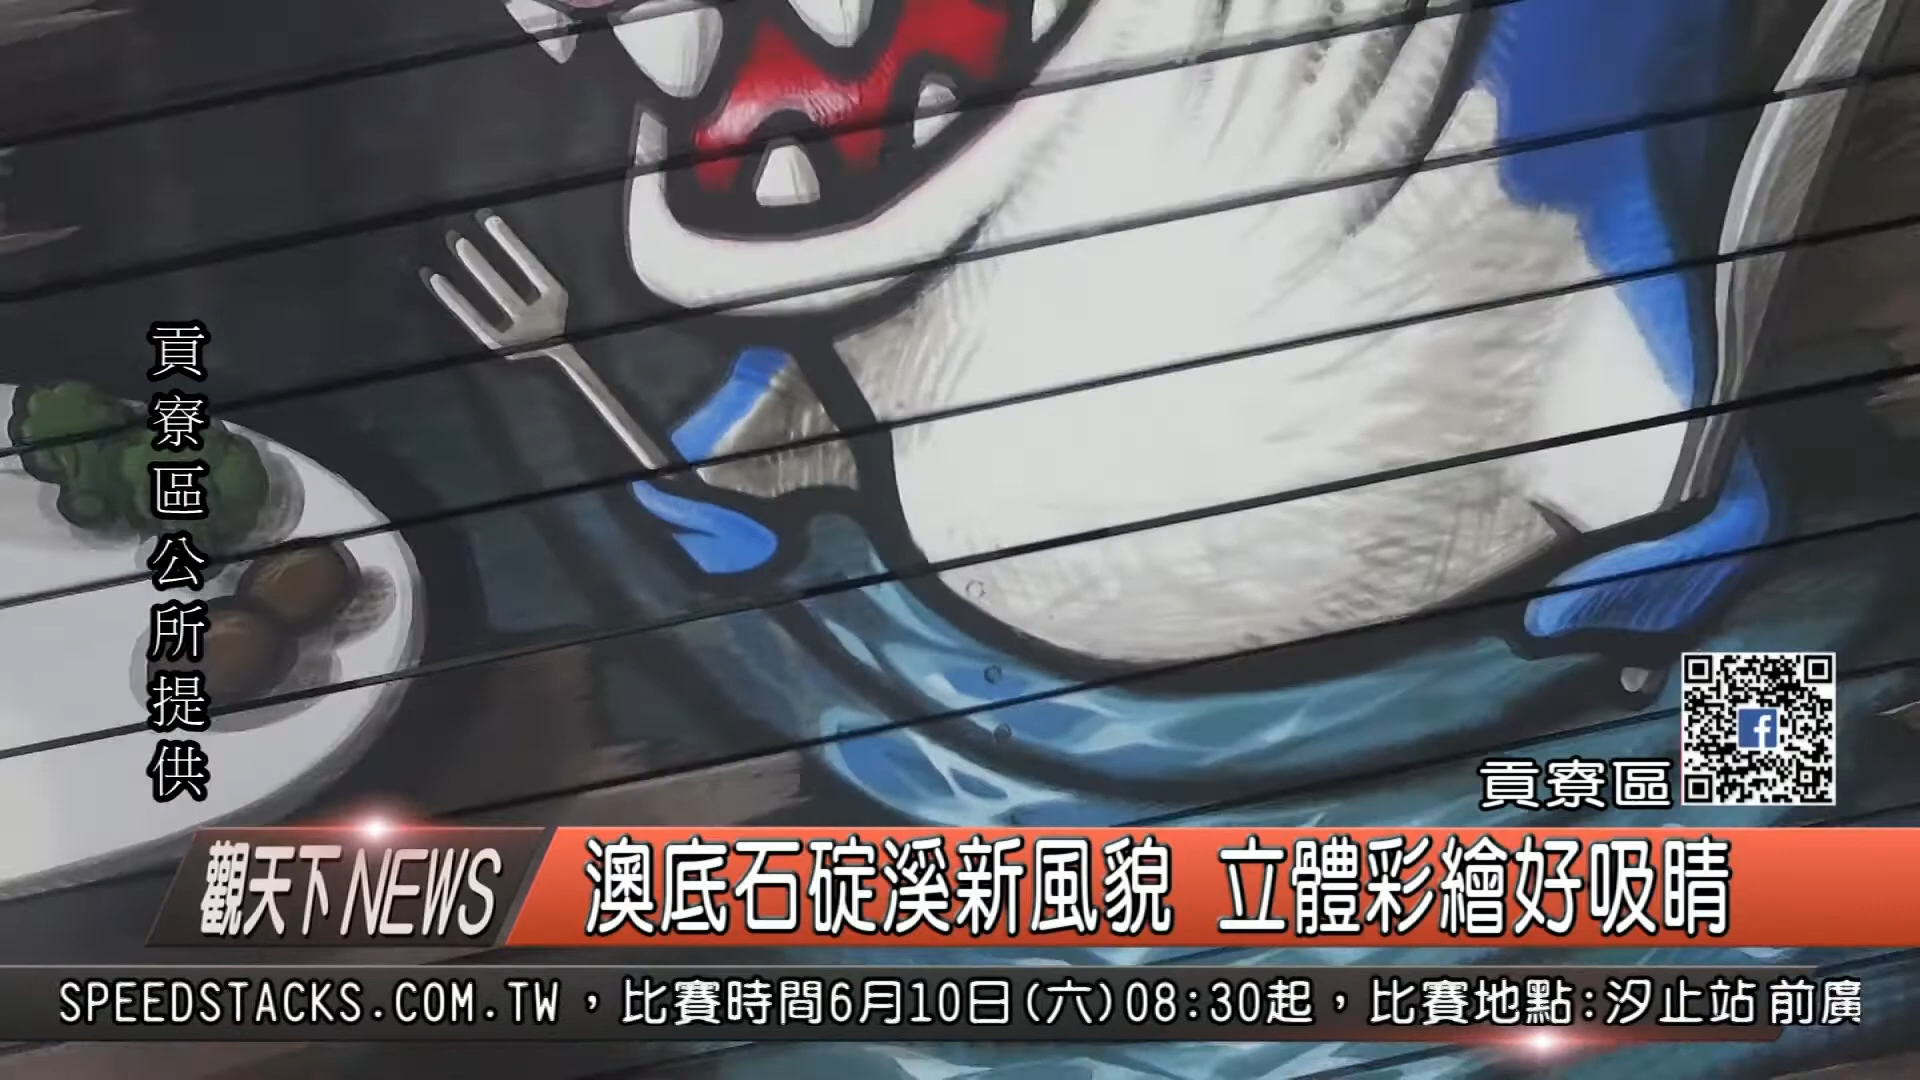 貢寮區公所提供
貢寮區
觀天下NEWS
澳底石碇溪新風貌 立體彩繪好吸睛
SPEEDSTACKS.COM.TW，比賽時間6月10日(六)08:30起，比賽地點:汐止站前廣